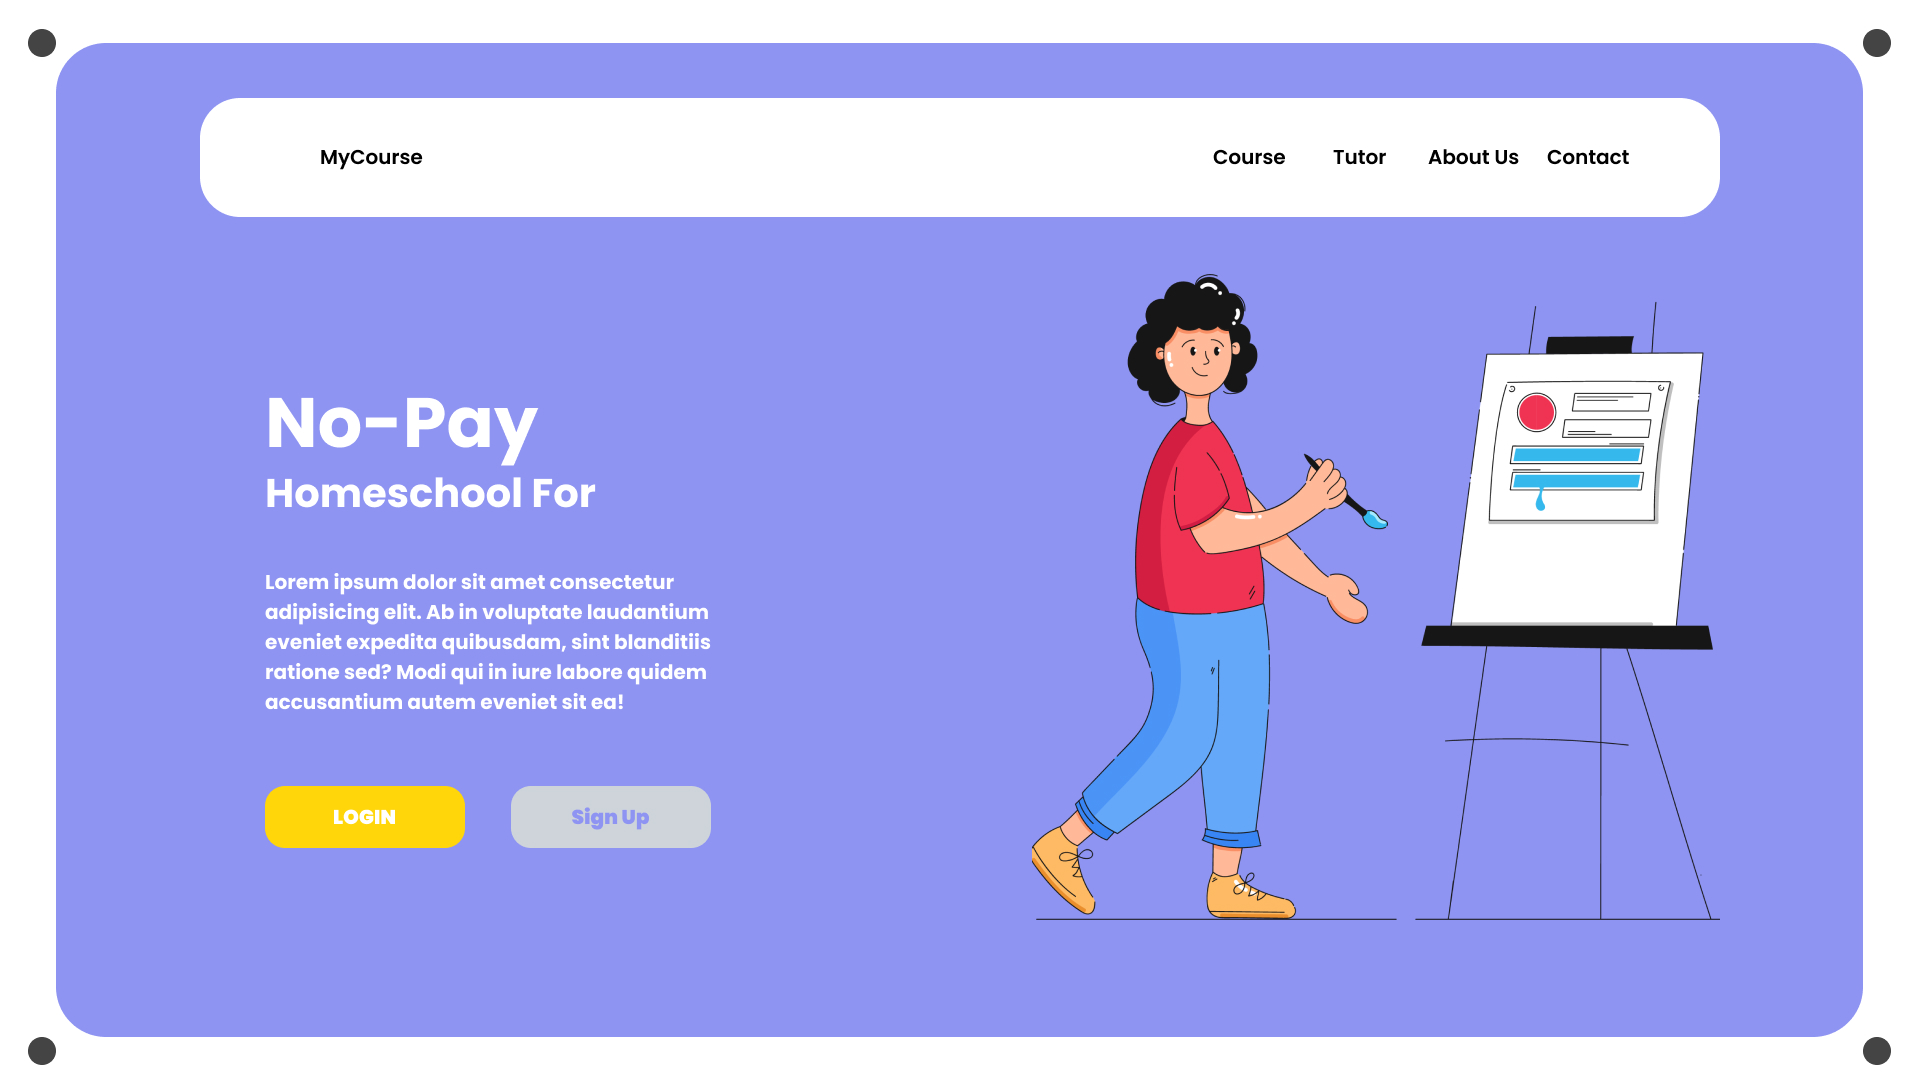 MyCourse
Course Tutor About Us Contact
No-Pay
Homeschool For
Lorem ipsum dolor sit amet consectetur
adipisicing elit. Ab in voluptate laudantium
eveniet expedita quibusdam, sint blanditiis
ratione sed? Modi qui in iure labore quidem
accusantium autem eveniet sit ea!
LOGIN Sign Up